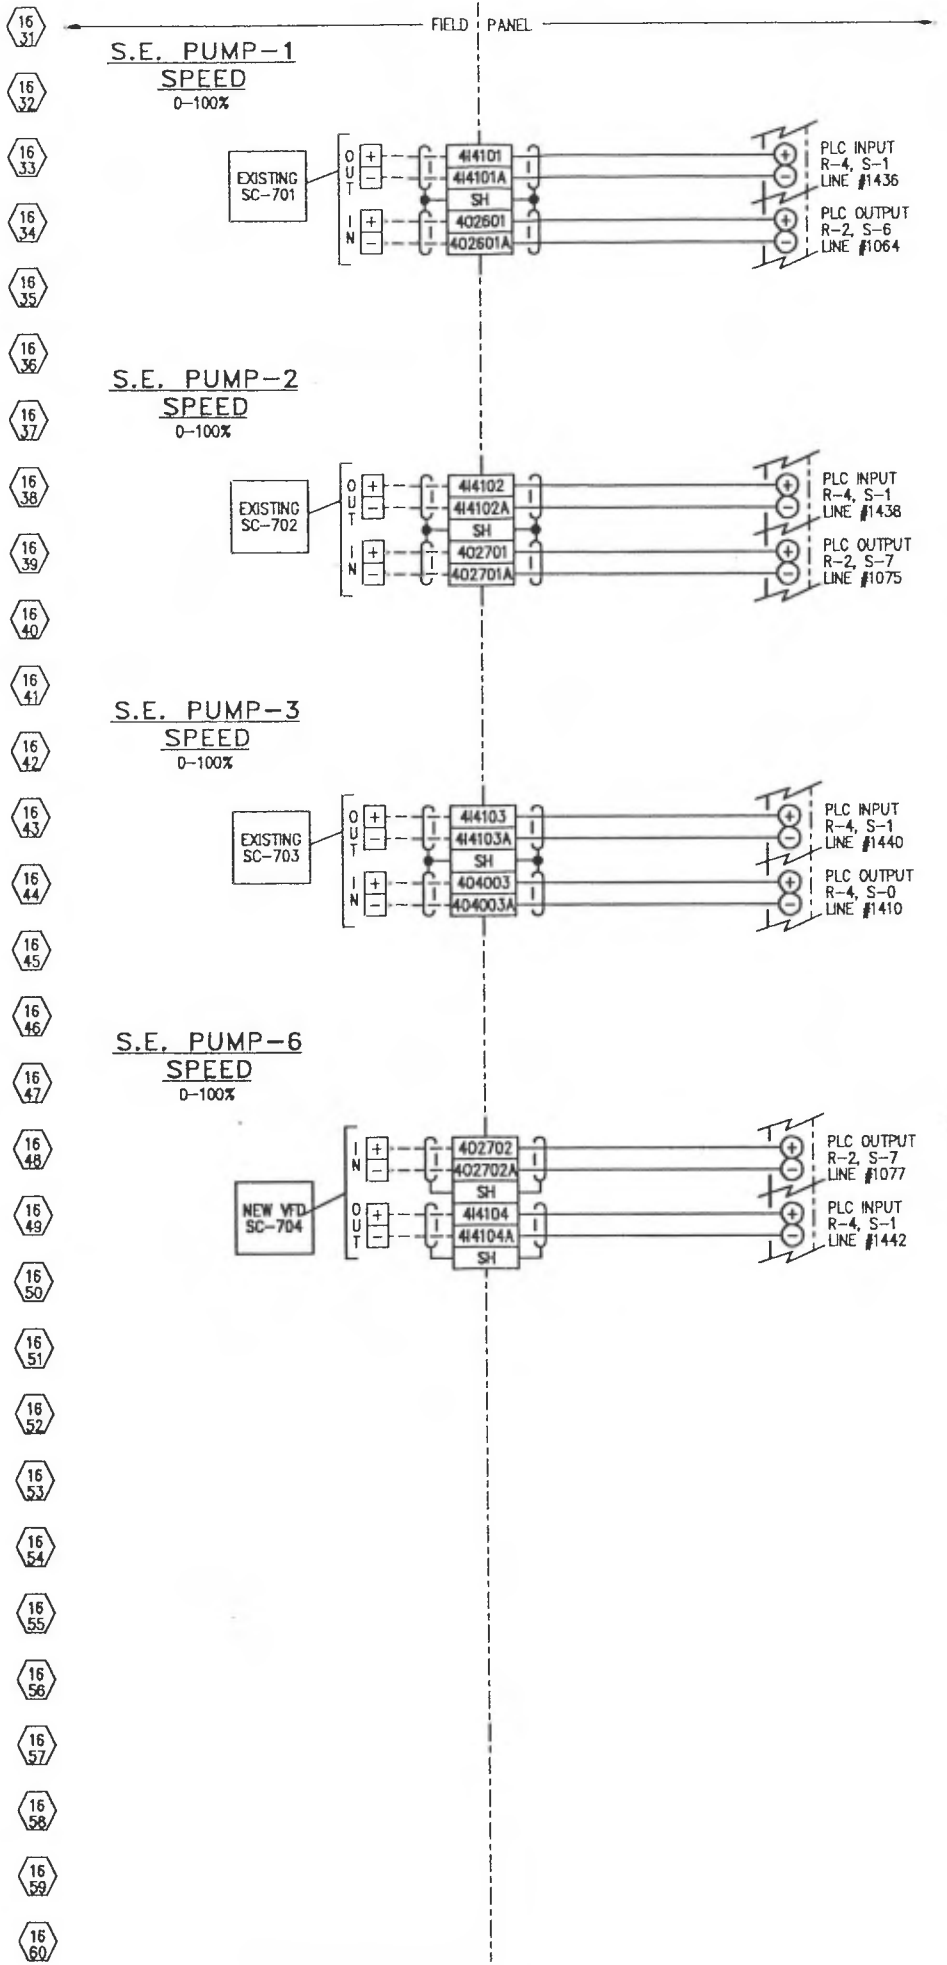 FIELD PANEL
16
31
S.E. PUMP-1
SPEED
0-100%
16
32
16
33
EXISTING
SC-701
OUT
+
-
IN
+
-
414101
414101A
SH
402601
402601A
+
-
+
-
PLC INPUT
R-4, S-1
LINE #1436
PLC OUTPUT
R-2, S-6
LINE #1064
16
34
16
35
16
36
S.E. PUMP-2
SPEED
0-100%
16
37
16
38
EXISTING
SC-702
OUT
+
-
IN
+
-
414102
414102A
SH
402701
402701A
+
-
+
-
PLC INPUT
R-4, S-1
LINE #1438
PLC OUTPUT
R-2, S-7
LINE #1075
16
39
16
40
16
41
S.E. PUMP-3
SPEED
0-100%
16
42
16
43
EXISTING
SC-703
OUT
+
-
IN
+
-
414103
414103A
SH
404003
404003A
+
-
+
-
PLC INPUT
R-4, S-1
LINE #1440
PLC OUTPUT
R-4, S-0
LINE #1410
16
44
16
45
16
46
S.E. PUMP-6
SPEED
0-100%
16
47
16
48
NEW VFD
SC-704
IN
+
-
OUT
+
-
402702
402702A
SH
414104
414104A
SH
+
-
+
-
PLC OUTPUT
R-2, S-7
LINE #1077
PLC INPUT
R-4, S-1
LINE #1442
16
49
16
50
16
51
16
52
16
53
16
54
16
55
16
56
16
57
16
58
16
59
16
60